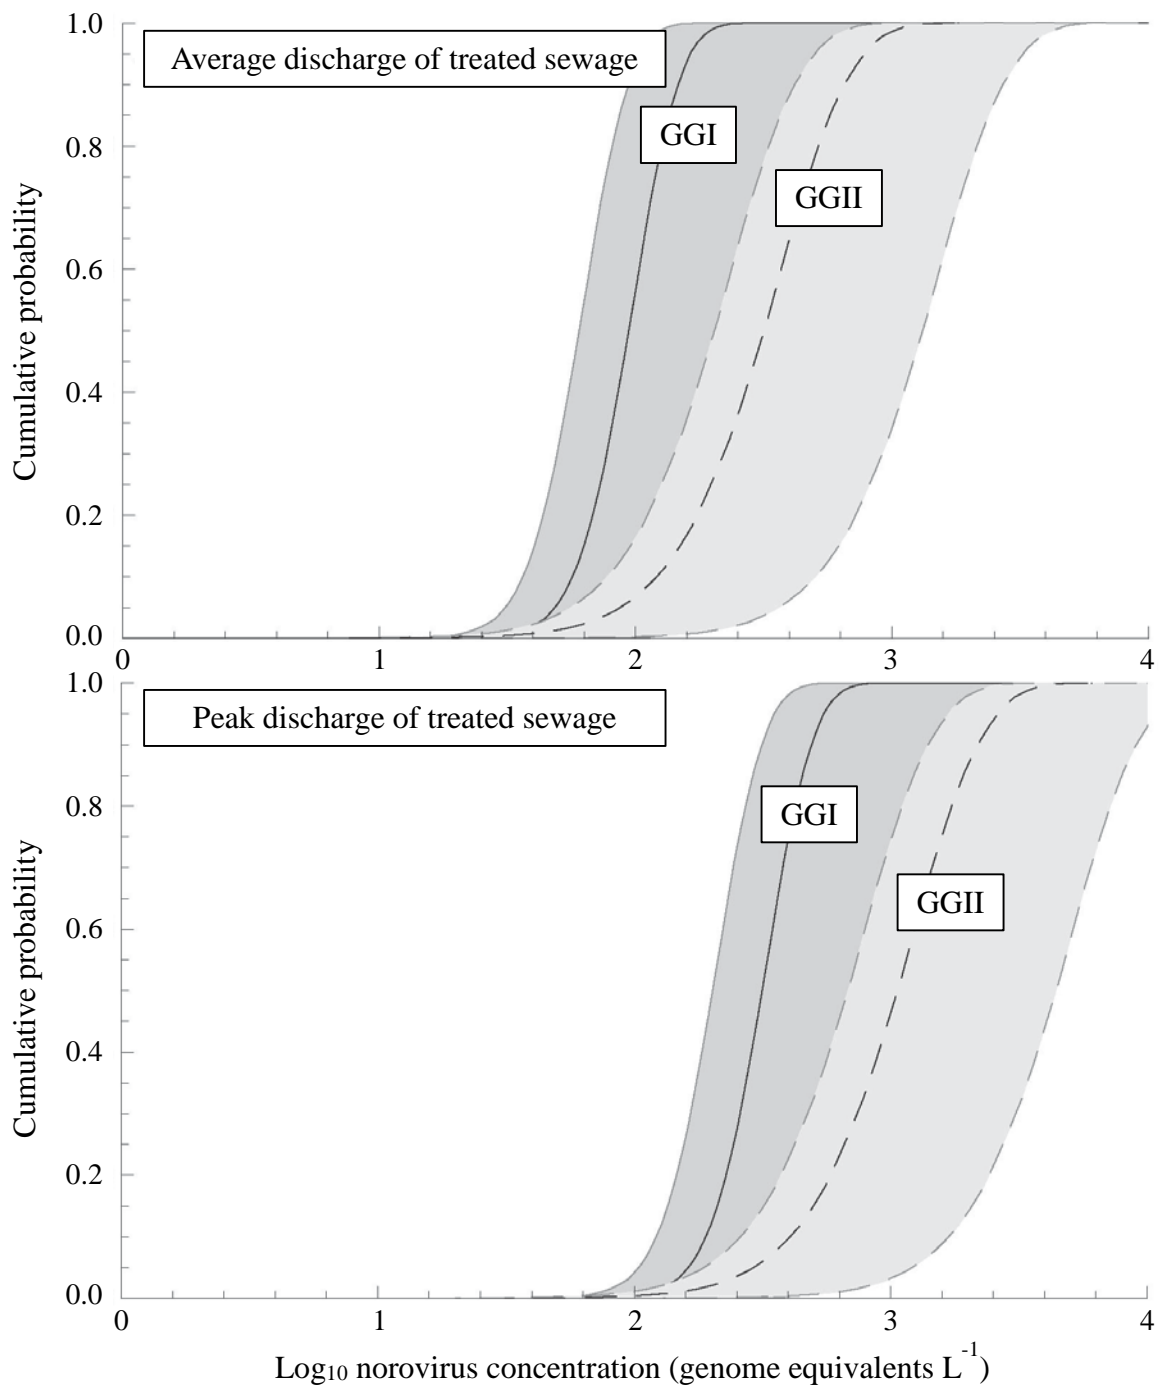 1.0
Average discharge of treated sewage
GGI
0.8
GGII
0.6
0.4
0.2
0.0
Cumulative probability
0 1 2 3 4
1.0
Peak discharge of treated sewage
0.8
GGI
GGII
0.6
0.4
0.2
0.0
Cumulative probability
0 1 2 3 4
Log₁₀ norovirus concentration (genome equivalents L⁻¹)